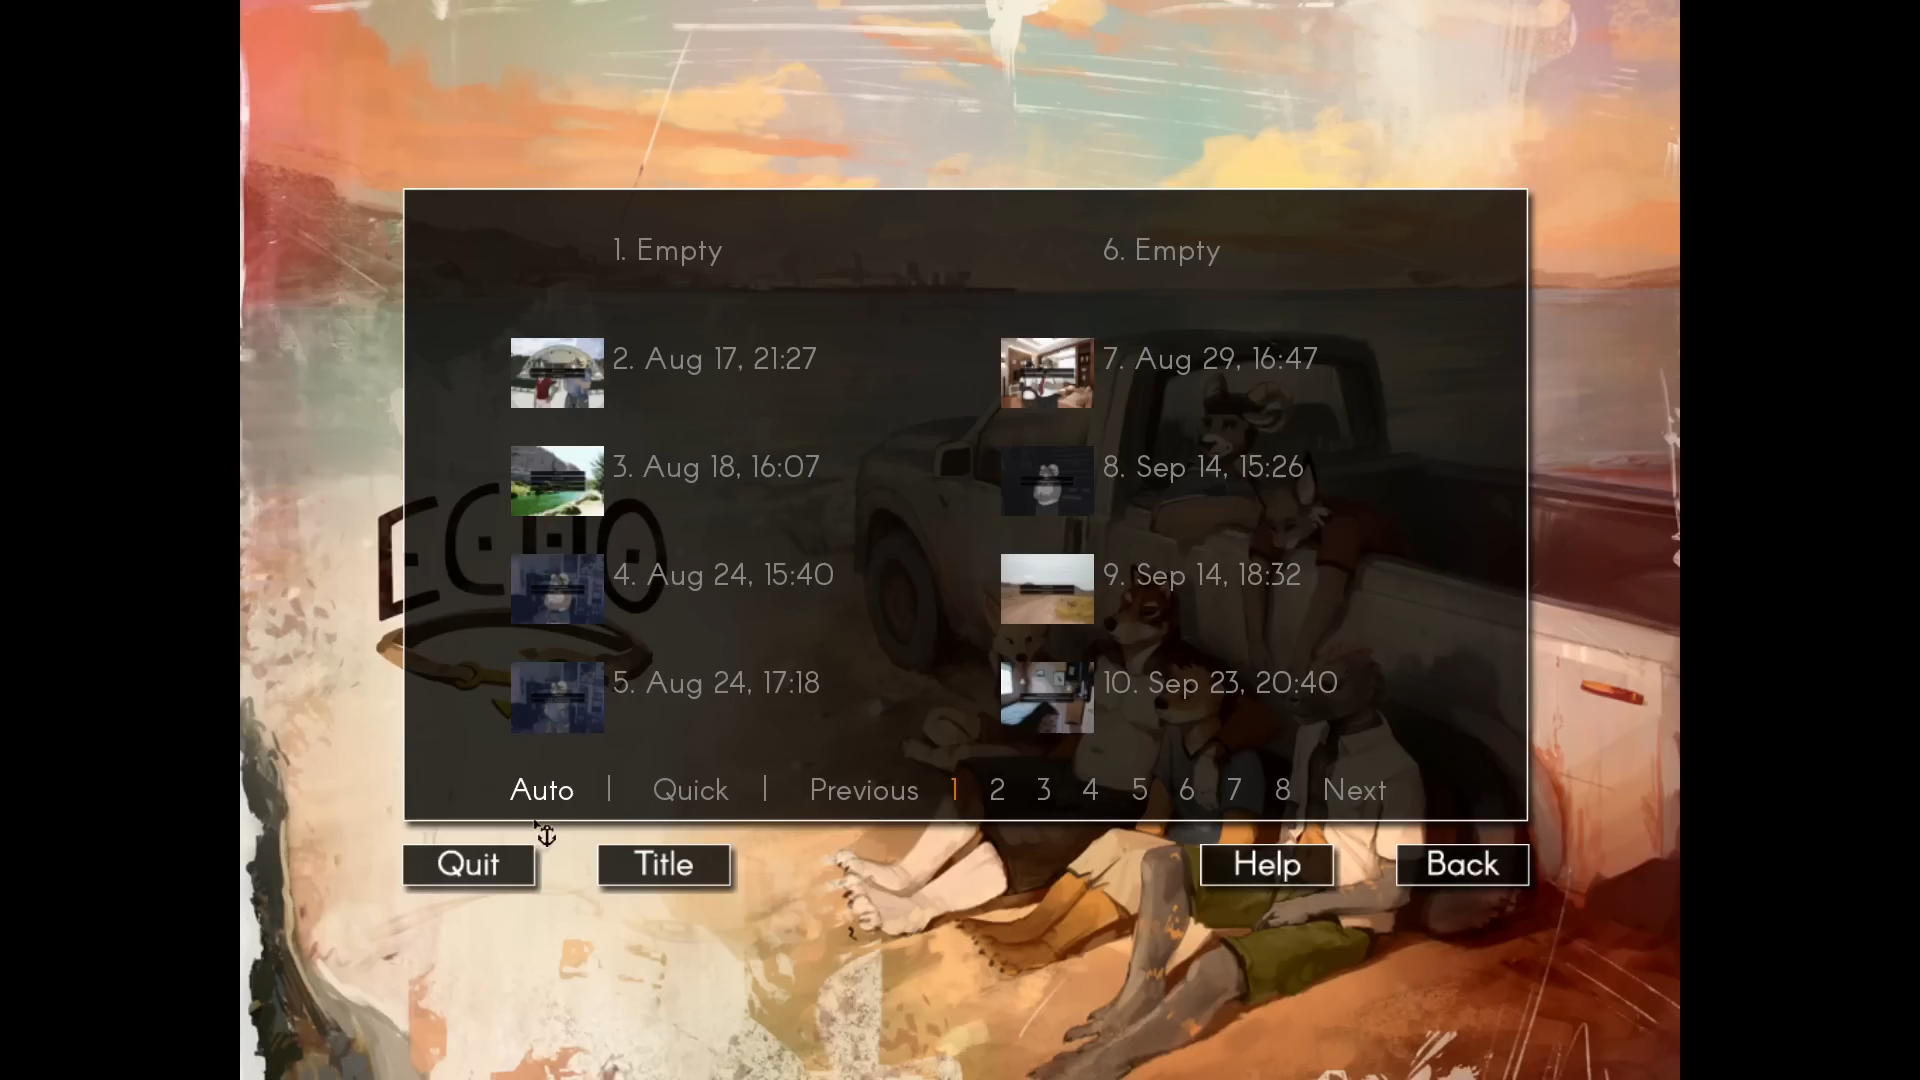 1. Empty
6. Empty
2. Aug 17, 21:27
7. Aug 29, 16:47
3. Aug 18, 16:07
8. Sep 14, 15:26
ECHO
4. Aug 24, 15:40
9. Sep 14, 18:32
5. Aug 24, 17:18
10. Sep 23, 20:40
Auto | Quick | Previous 1 2 3 4 5 6 7 8 Next
Quit Title Help Back